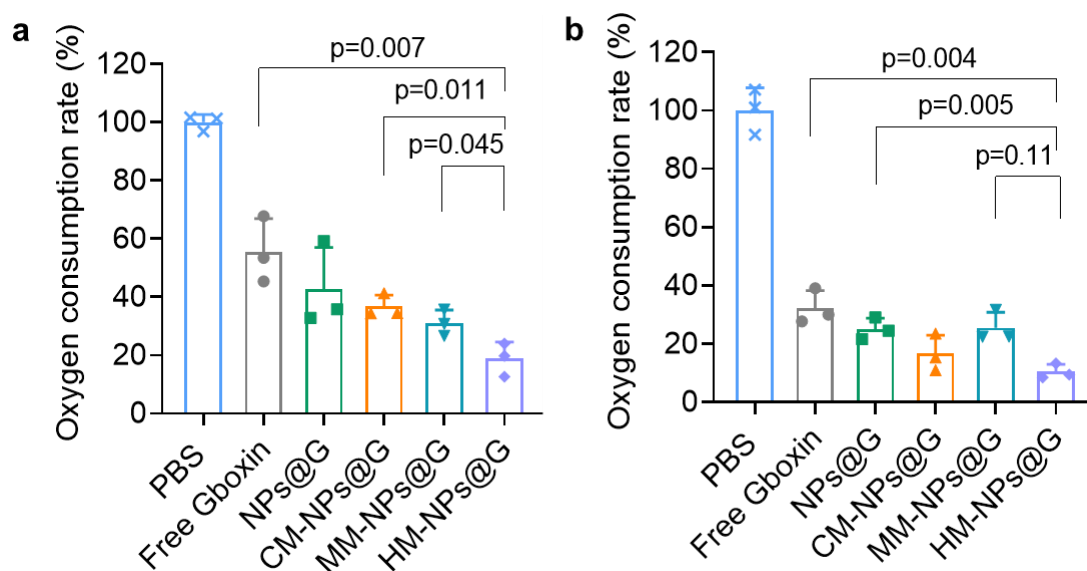 a
Oxygen consumption rate (%)
120
100
80
60
40
20
0
p=0.007
p=0.011
p=0.045
PBS
Free Gboxin
NPs@G
CM-NPs@G
MM-NPs@G
HM-NPs@G
b
Oxygen consumption rate (%)
120
100
80
60
40
20
0
p=0.004
p=0.005
p=0.11
PBS
Free Gboxin
NPs@G
CM-NPs@G
MM-NPs@G
HM-NPs@G